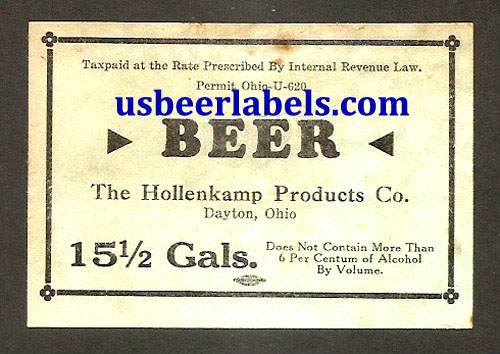 Taxpaid at the Rate Prescribed By Internal Revenue Law.
Permit Ohio-U-620
usbeerlabels.com
BEER
The Hollenkamp Products Co.
Dayton, Ohio
15½ Gals.
Does Not Contain More Than
6 Per Centum of Alcohol
By Volume.